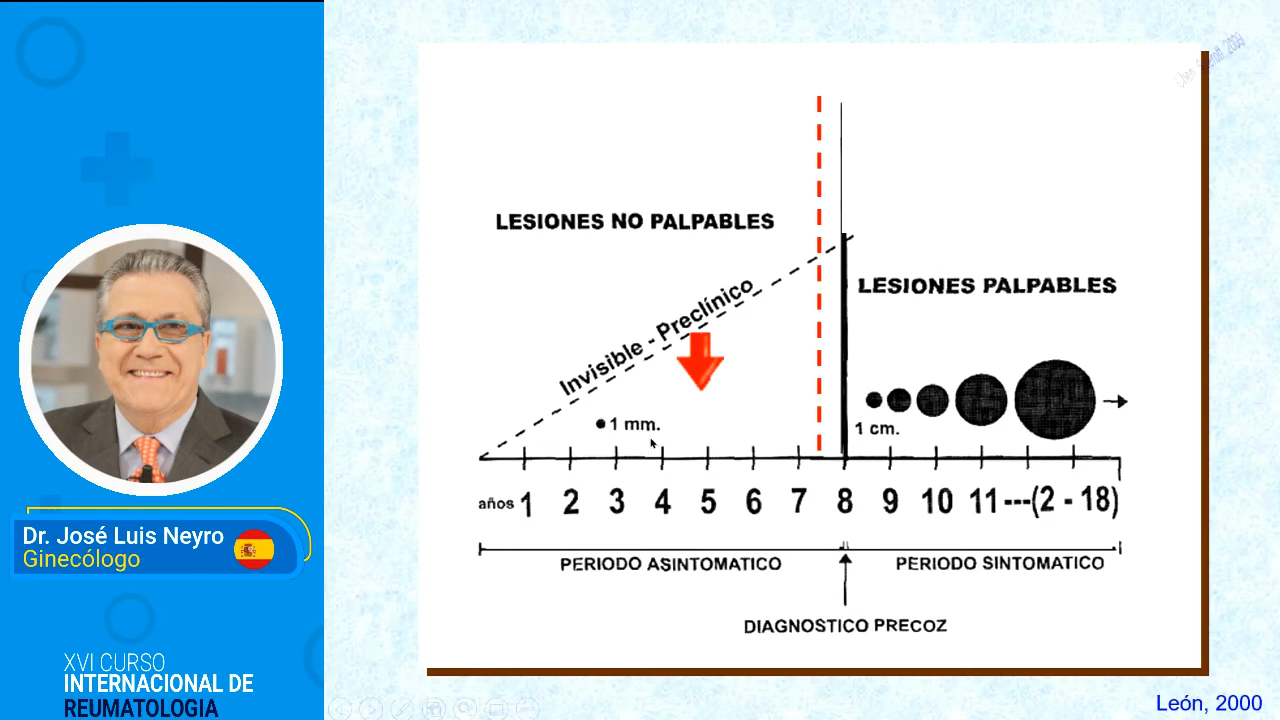 Dr. José Luis Neyro
Ginecólogo
XVI CURSO
INTERNACIONAL DE
REUMATOLOGIA
LESIONES NO PALPABLES
LESIONES PALPABLES
Invisible - Preclínico
1 mm.
1 cm.
años 1 2 3 4 5 6 7 8 9 10 11---(2 - 18)
PERIODO ASINTOMATICO
PERIODO SINTOMATICO
DIAGNOSTICO PRECOZ
León, 2000